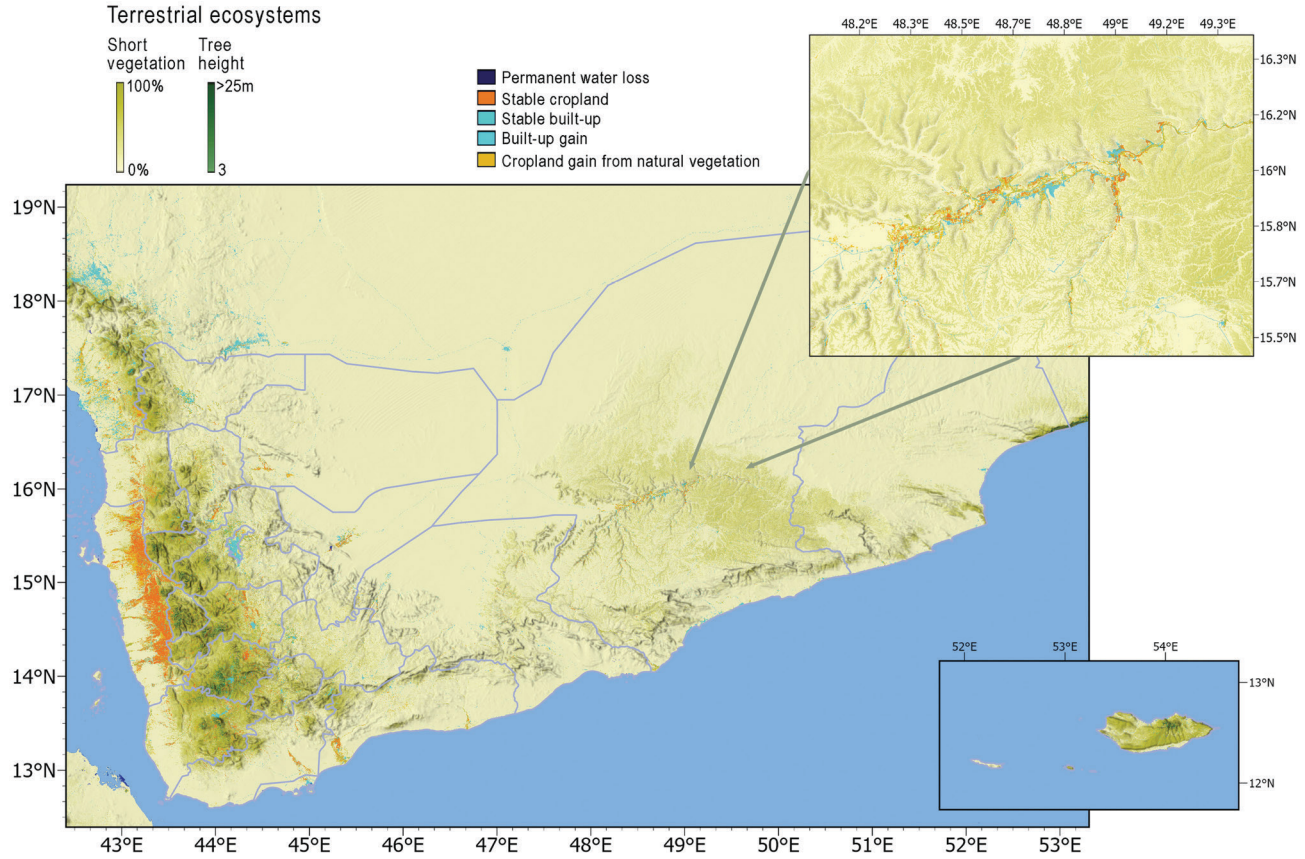 Terrestrial ecosystems
Short vegetation
Tree height
100%
>25m
0%
3
Permanent water loss
Stable cropland
Stable built-up
Built-up gain
Cropland gain from natural vegetation
48.2°E 48.3°E 48.5°E 48.7°E 48.8°E 49°E 49.2°E 49.3°E
16.3°N
16.2°N
16°N
15.8°N
15.7°N
15.5°N
19°N
18°N
17°N
16°N
15°N
14°N
13°N
52°E 53°E 54°E
13°N
12°N
43°E 44°E 45°E 46°E 47°E 48°E 49°E 50°E 51°E 52°E 53°E